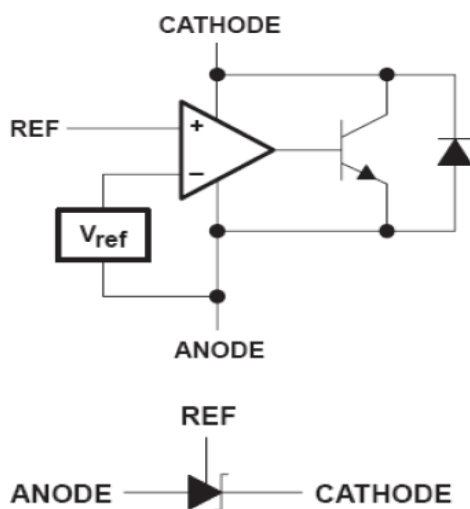 CATHODE
REF
+
−
Vref
ANODE
REF
ANODE CATHODE